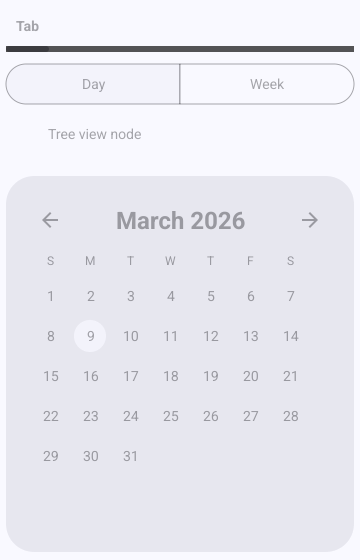 Tab
Day Week
Tree view node
March 2026
S M T W T F S
1 2 3 4 5 6 7
8 9 10 11 12 13 14
15 16 17 18 19 20 21
22 23 24 25 26 27 28
29 30 31